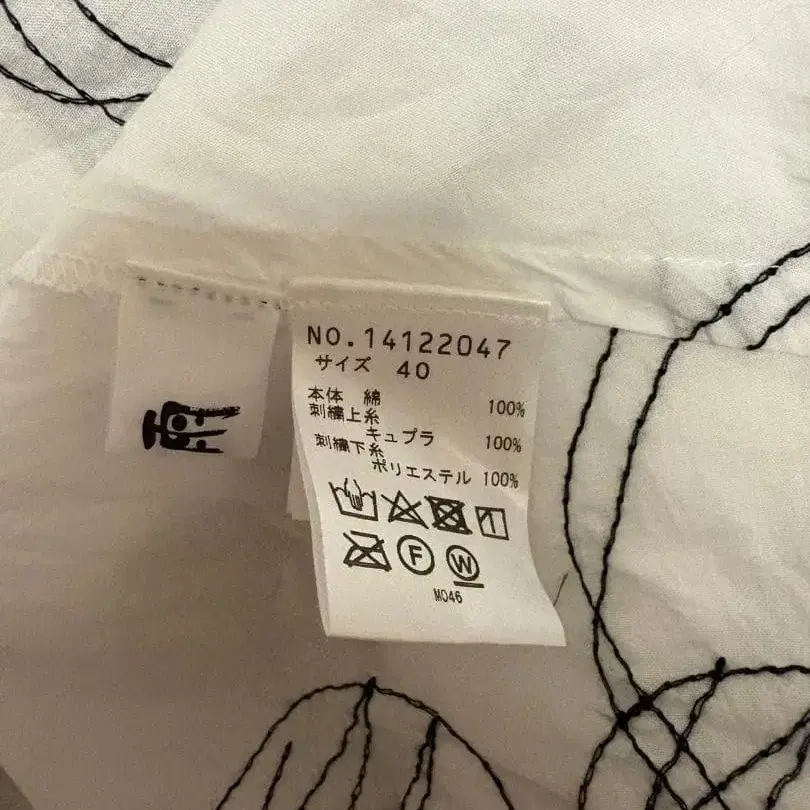 NO.14122047
サイズ 40
本体 綿 100%
刺繍上糸
キュプラ 100%
刺繍下糸
ポリエステル 100%
F W
M046